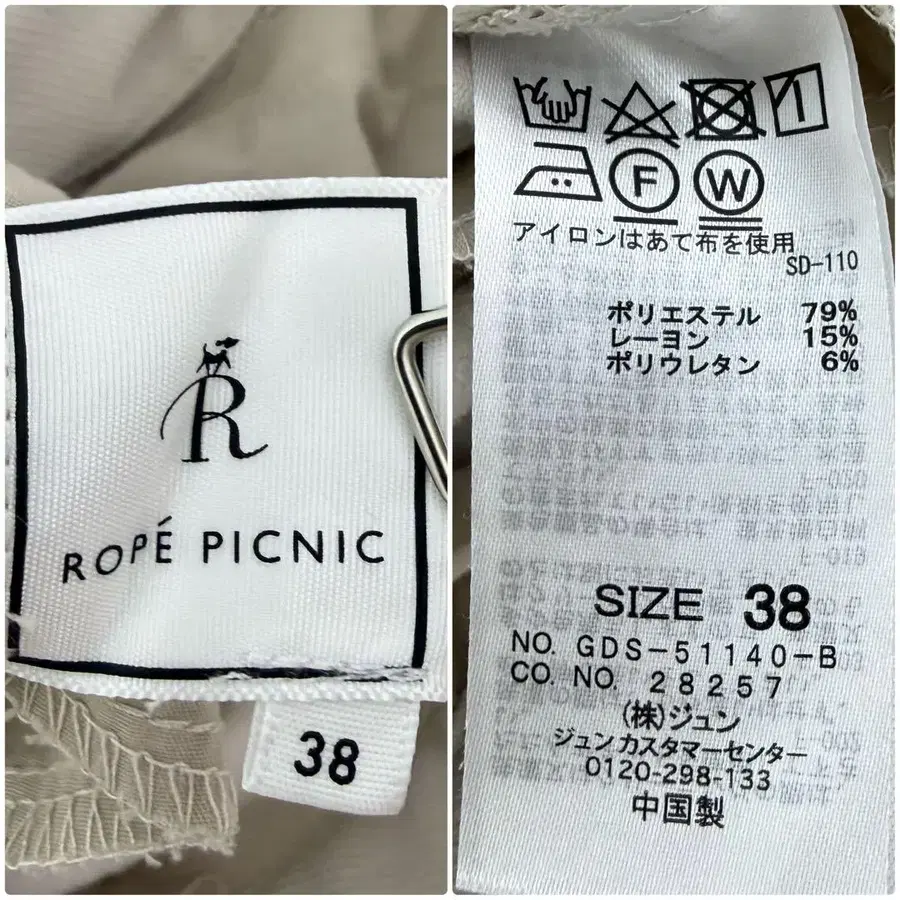 R
ROPÉ PICNIC
38
F W
アイロンはあて布を使用
SD-110
ポリエステル 79%
レーヨン 15%
ポリウレタン 6%
SIZE 38
NO. GDS-51140-B
CO. NO. 28257
(株)ジュン
ジュンカスタマーセンター
0120-298-133
中国製